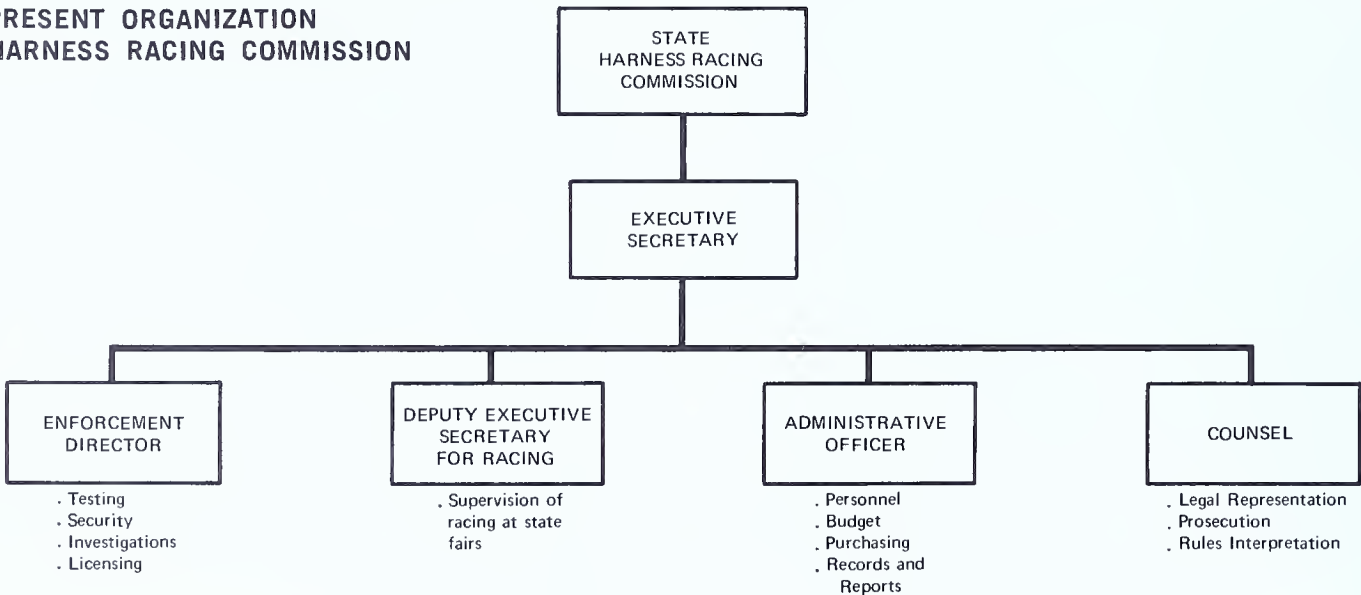 PRESENT ORGANIZATION
HARNESS RACING COMMISSION
STATE
HARNESS RACING
COMMISSION
EXECUTIVE
SECRETARY
ENFORCEMENT
DIRECTOR
. Testing
. Security
. Investigations
. Licensing
DEPUTY EXECUTIVE
SECRETARY
FOR RACING
. Supervision of
racing at state
fairs
ADMINISTRATIVE
OFFICER
. Personnel
. Budget
. Purchasing
. Records and
Reports
COUNSEL
. Legal Representation
. Prosecution
. Rules Interpretation